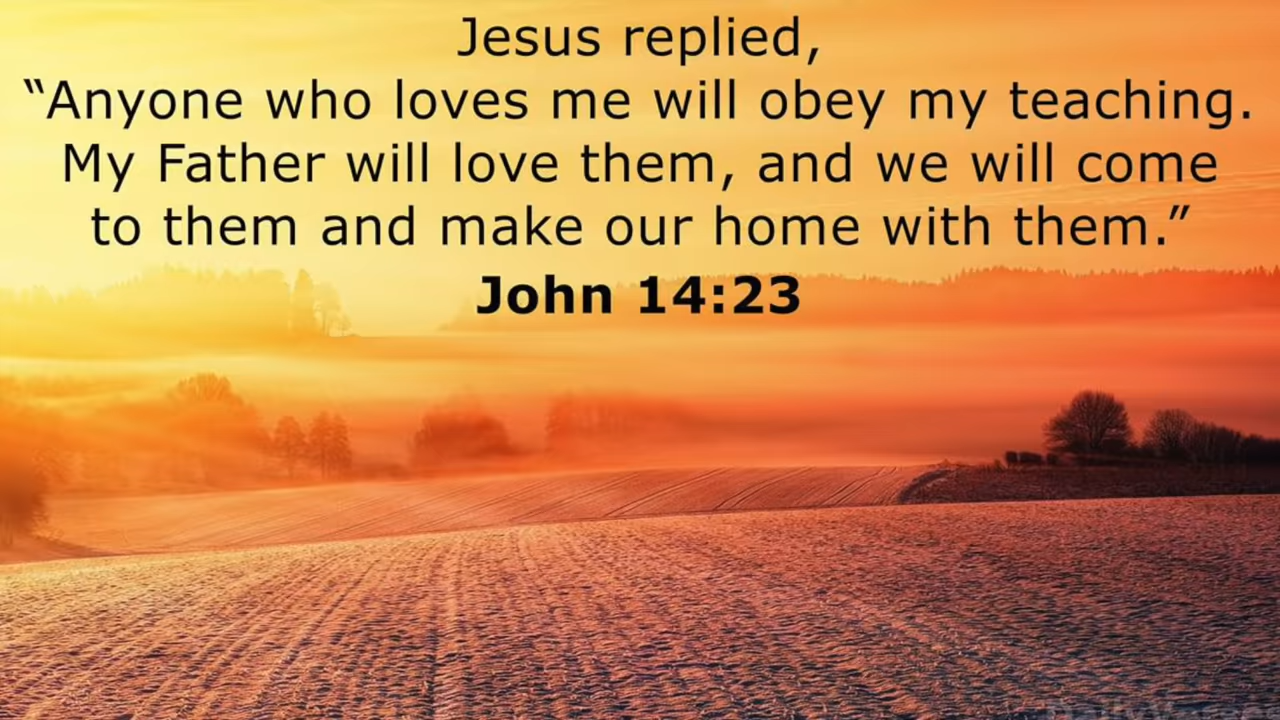 Jesus replied,
“Anyone who loves me will obey my teaching.
My Father will love them, and we will come
to them and make our home with them.”
John 14:23